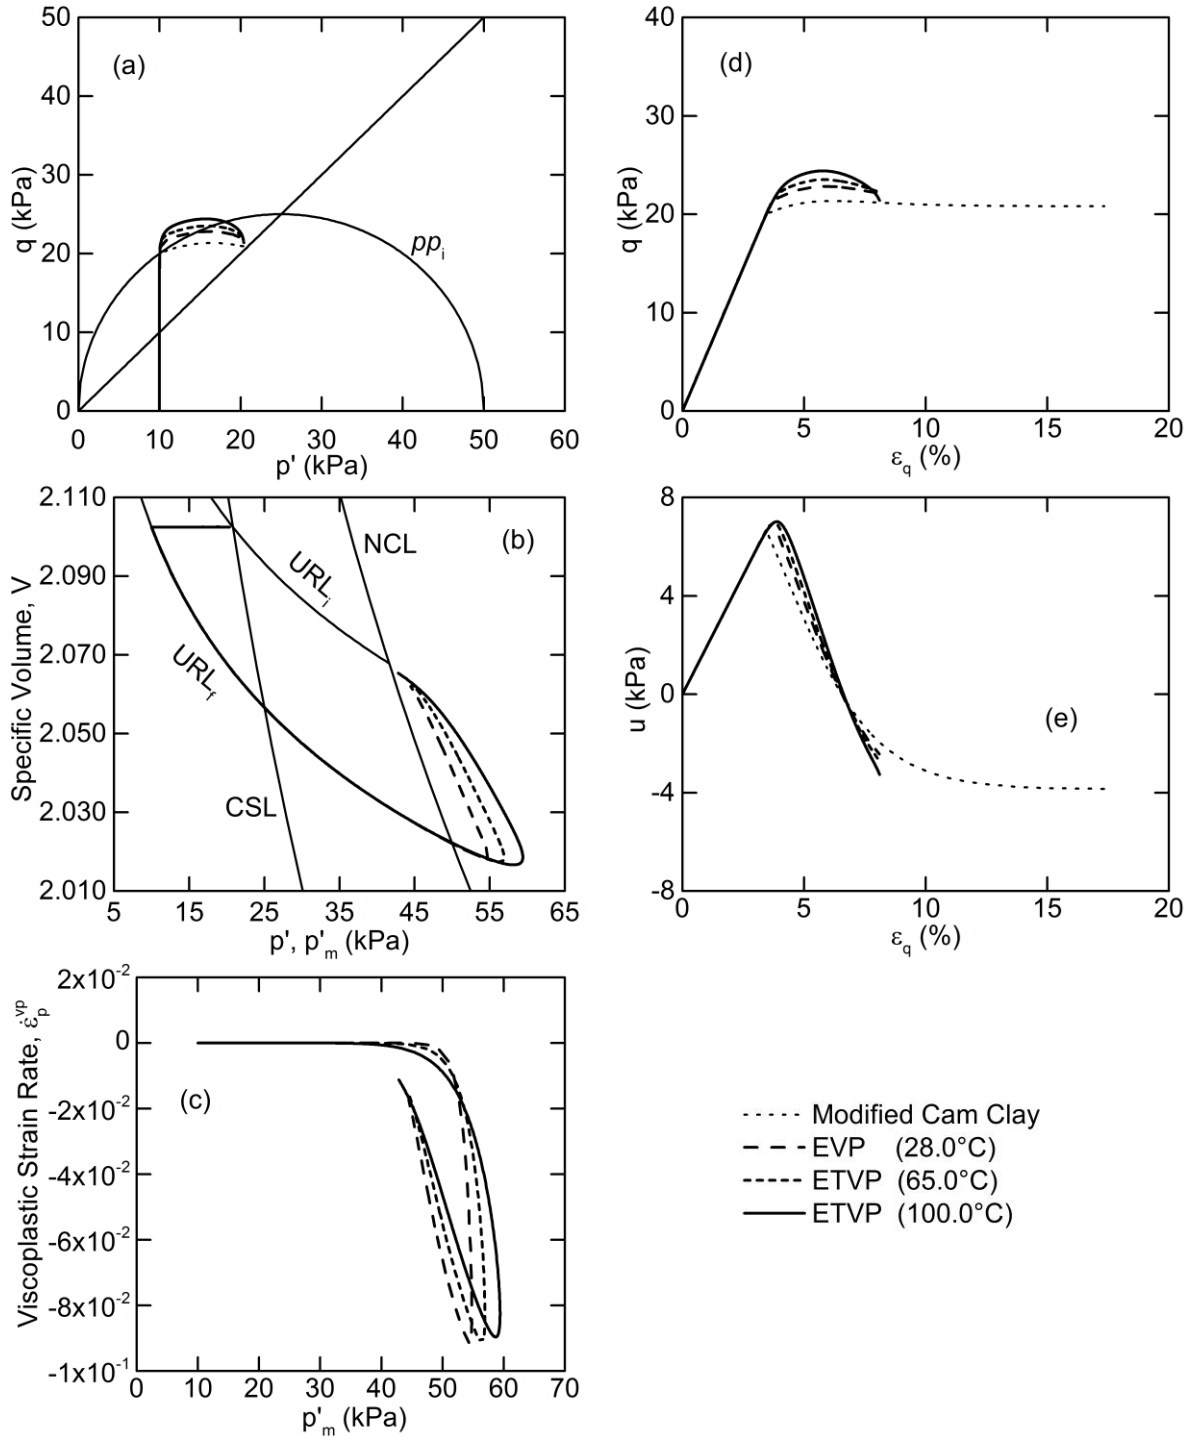 50
40
30
20
10
0
q (kPa)
(a)
pp_i
0 10 20 30 40 50 60
p' (kPa)
40
30
20
10
0
q (kPa)
(d)
0 5 10 15 20
ε_q (%)
2.110
2.090
2.070
2.050
2.030
2.010
Specific Volume, V
(b)
NCL
URL_i
URL_f
CSL
5 15 25 35 45 55 65
p', p'_m (kPa)
8
4
0
-4
-8
u (kPa)
(e)
0 5 10 15 20
ε_q (%)
2x10^-2
0
-2x10^-2
-4x10^-2
-6x10^-2
-8x10^-2
-1x10^-1
Viscoplastic Strain Rate, ε̇_p^vp
(c)
0 10 20 30 40 50 60 70
p'_m (kPa)
Modified Cam Clay
EVP (28.0°C)
ETVP (65.0°C)
ETVP (100.0°C)